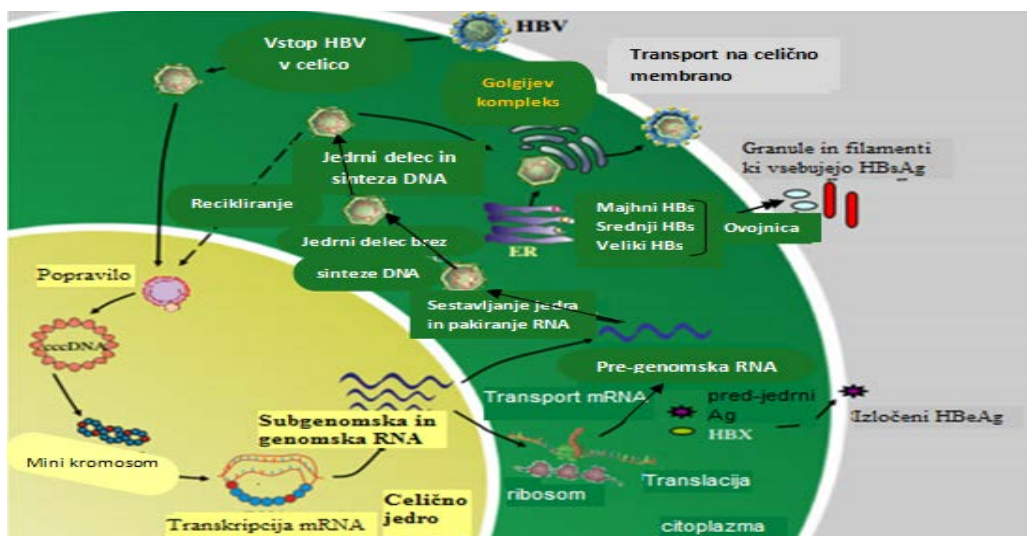 HBV
Vstop HBV
v celico
Transport na celično
membrano
Golgijev
kompleks
Granule in filamenti
ki vsebujejo HBsAg
Jedrni delec in
sinteza DNA
Recikliranje
Majhni HBs
Srednji HBs
Veliki HBs
Ovojnica
ER
Jedrni delec brez
sinteze DNA
Popravilo
Sestavljanje jedra
in pakiranje RNA
cccDNA
Pre-genomska RNA
Transport mRNA
pred-jedrni
Ag
HBX
Izločeni HBeAg
Subgenomska in
genomska RNA
Mini kromosom
Translacija
ribosom
Celično
jedro
Transkripcija mRNA
citoplazma